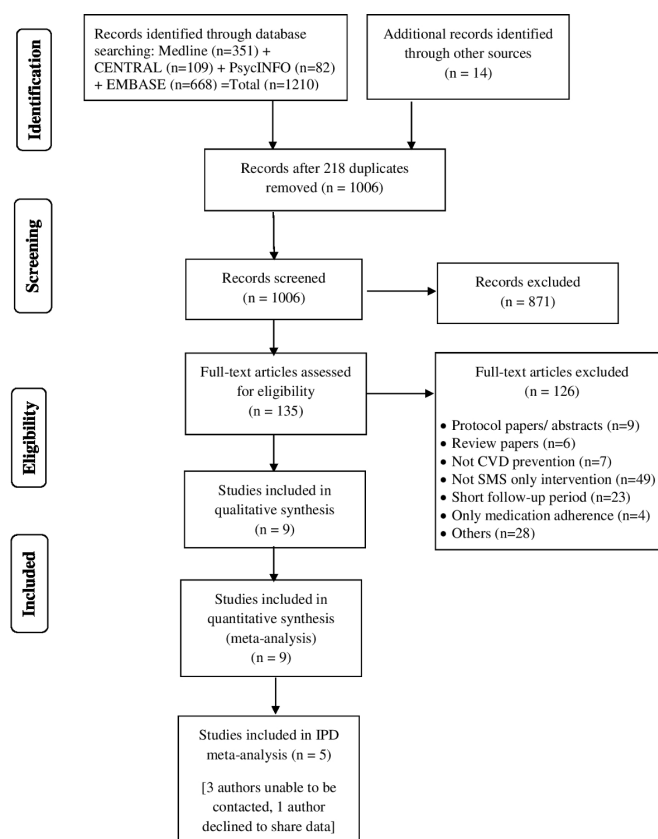 Identification
Records identified through database
searching: Medline (n=351) +
CENTRAL (n=109) + PsycINFO (n=82)
+ EMBASE (n=668) =Total (n=1210)
Additional records identified
through other sources
(n = 14)
Records after 218 duplicates
removed (n = 1006)
Screening
Records screened
(n = 1006)
Records excluded
(n = 871)
Eligibility
Full-text articles assessed
for eligibility
(n = 135)
Full-text articles excluded
(n = 126)
• Protocol papers/ abstracts (n=9)
• Review papers (n=6)
• Not CVD prevention (n=7)
• Not SMS only intervention (n=49)
• Short follow-up period (n=23)
• Only medication adherence (n=4)
• Others (n=28)
Studies included in
qualitative synthesis
(n = 9)
Included
Studies included in
quantitative synthesis
(meta-analysis)
(n = 9)
Studies included in IPD
meta-analysis (n = 5)
[3 authors unable to be
contacted, 1 author
declined to share data]